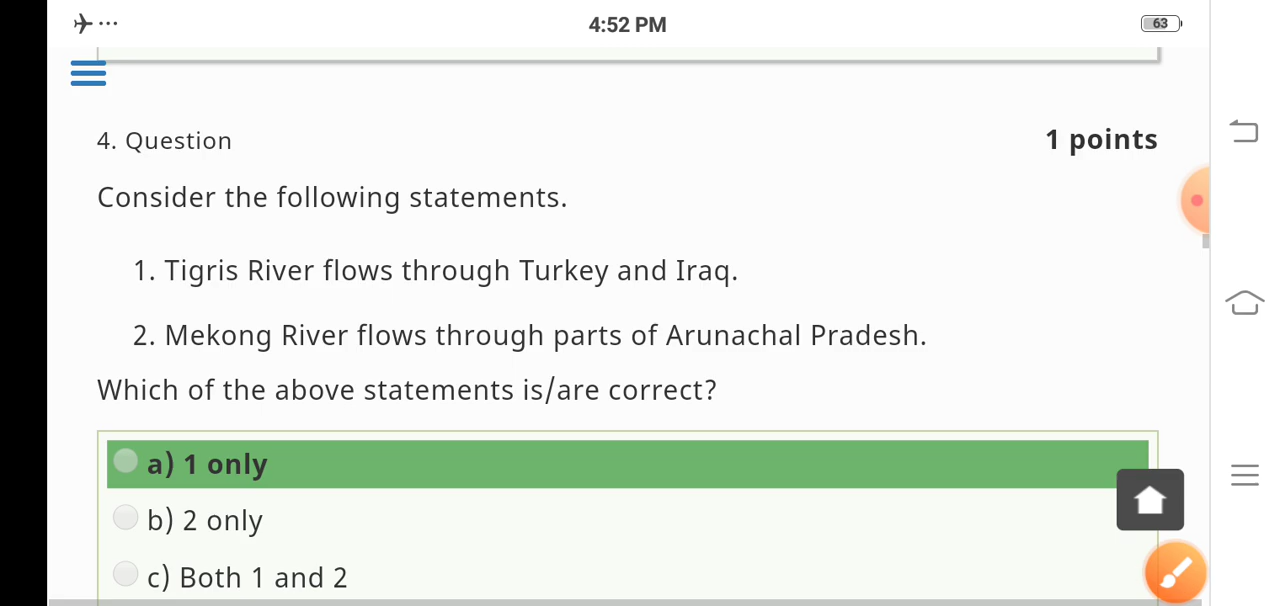 4:52 PM
63
4. Question
1 points
Consider the following statements.
1. Tigris River flows through Turkey and Iraq.
2. Mekong River flows through parts of Arunachal Pradesh.
Which of the above statements is/are correct?
a) 1 only
b) 2 only
c) Both 1 and 2